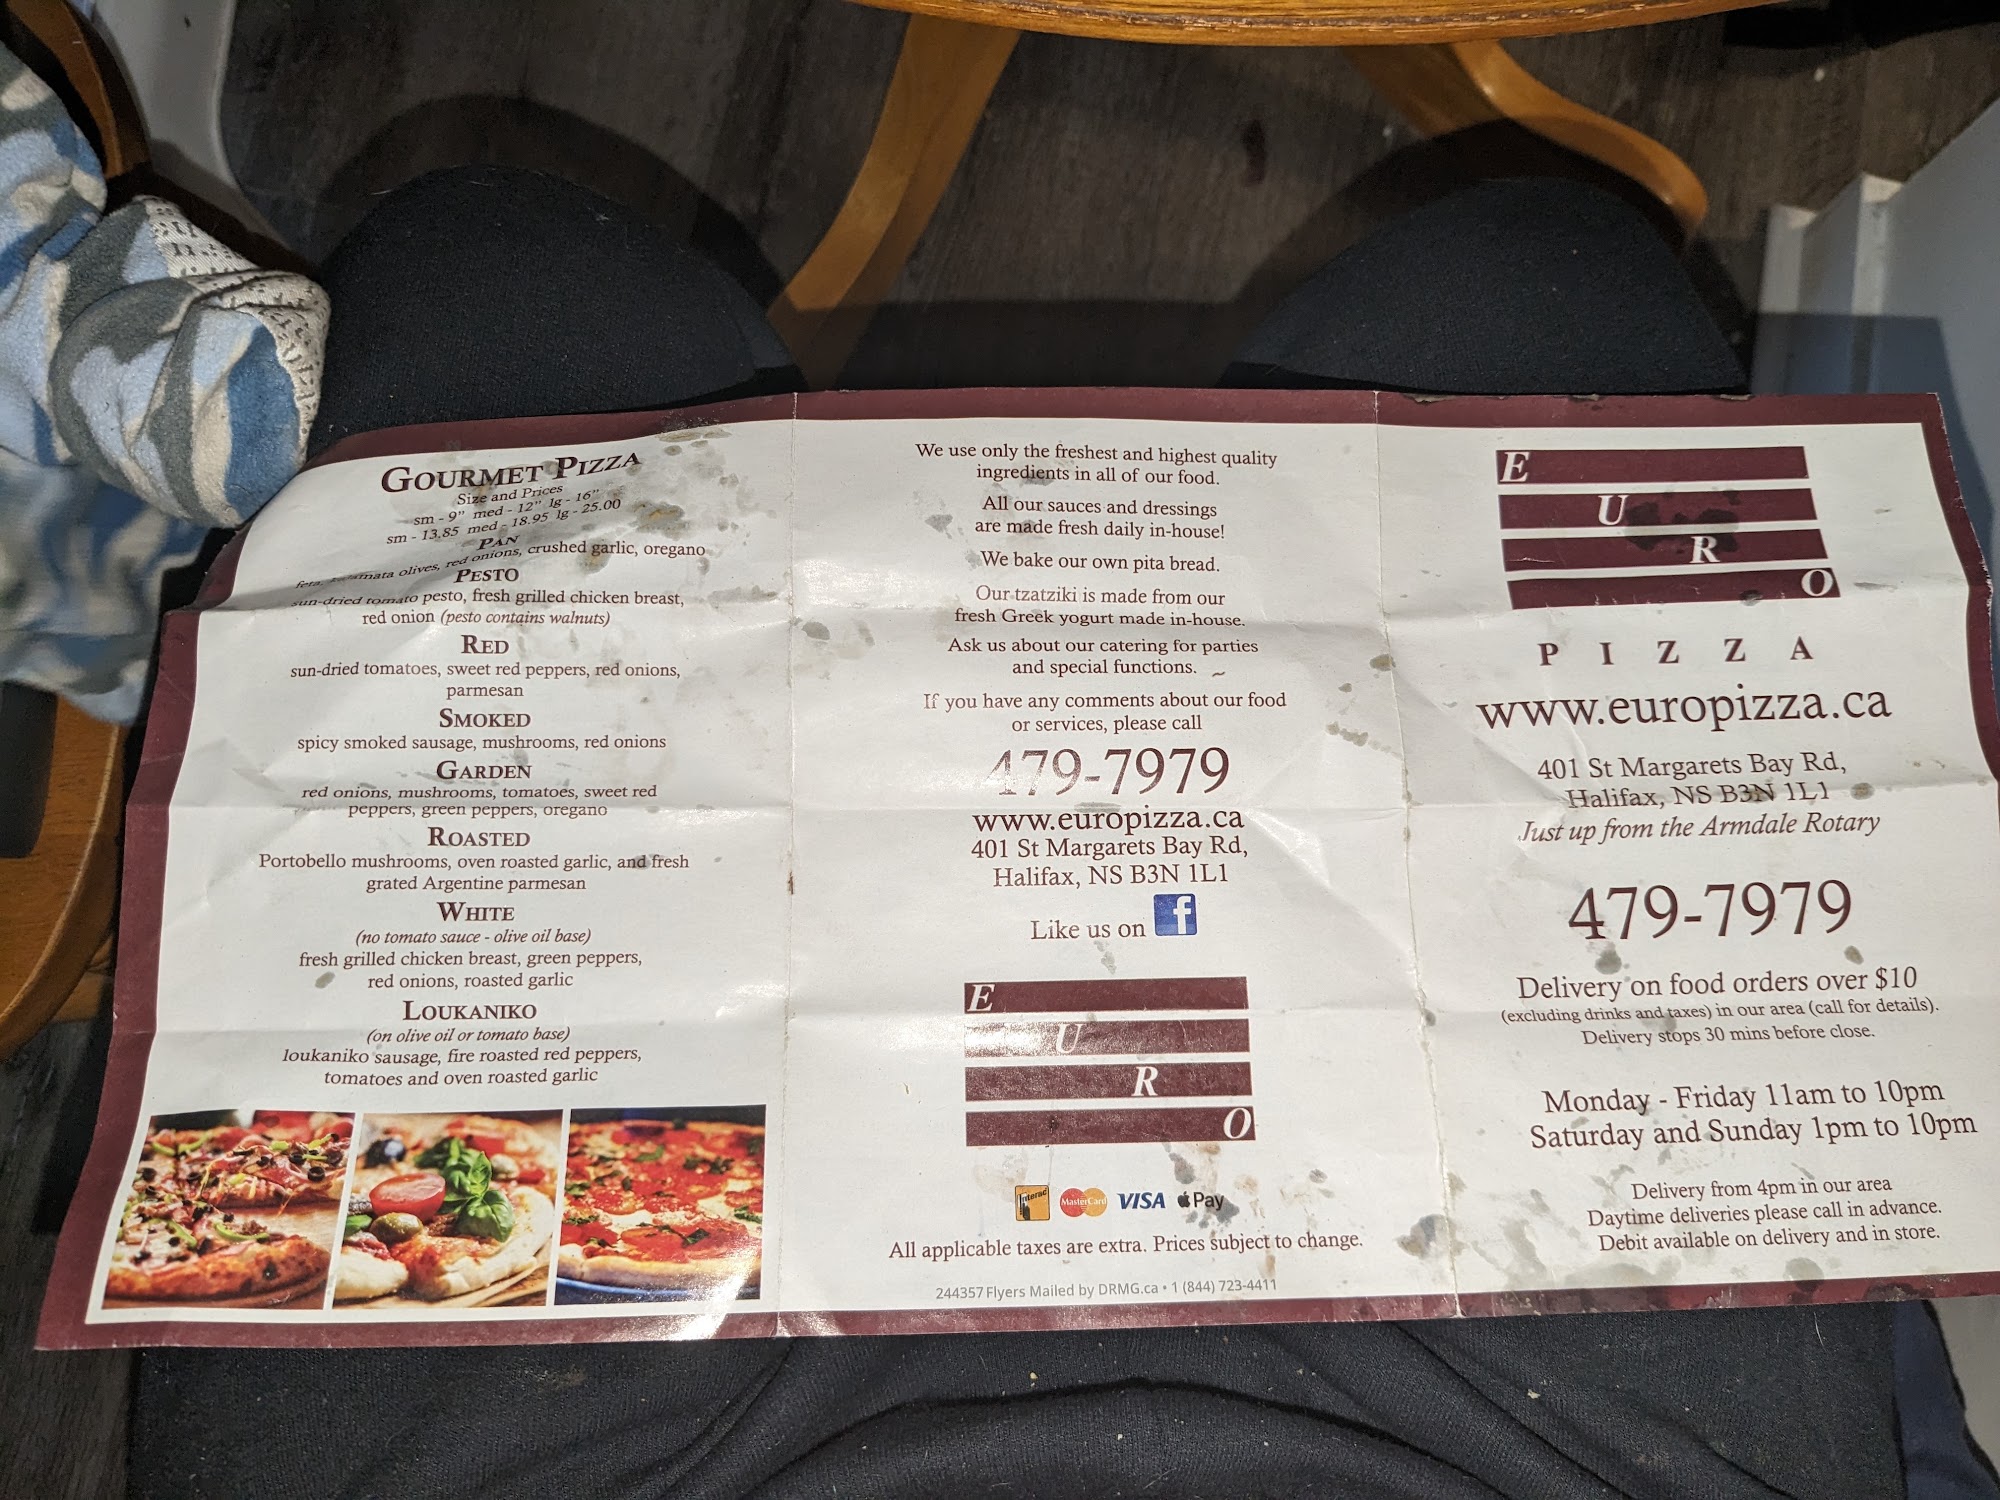 GOURMET PIZZA
Size and Prices
sm - 9" med - 12" lg - 16"
sm - 13.85 med - 18.95 lg - 25.00
PAN
feta, olives, red onions, crushed garlic, oregano
PESTO
sun-dried tomato pesto, fresh grilled chicken breast,
red onion (pesto contains walnuts)
RED
sun-dried tomatoes, sweet red peppers, red onions,
parmesan
SMOKED
spicy smoked sausage, mushrooms, red onions
GARDEN
red onions, mushrooms, tomatoes, sweet red
peppers, green peppers, oregano
ROASTED
Portobello mushrooms, oven roasted garlic, and fresh
grated Argentine parmesan
WHITE
(no tomato sauce - olive oil base)
fresh grilled chicken breast, green peppers,
red onions, roasted garlic
LOUKANIKO
(on olive oil or tomato base)
loukaniko sausage, fire roasted red peppers,
tomatoes and oven roasted garlic
We use only the freshest and highest quality
ingredients in all of our food.
All our sauces and dressings
are made fresh daily in-house!
We bake our own pita bread.
Our tzatziki is made from our
fresh Greek yogurt made in-house.
Ask us about our catering for parties
and special functions.
If you have any comments about our food
or services, please call
479-7979
www.europizza.ca
401 St Margarets Bay Rd,
Halifax, NS B3N 1L1
Like us on f
E
U
R
O
Interac MasterCard VISA Pay
All applicable taxes are extra. Prices subject to change.
244357 Flyers Mailed by DRMG.ca • 1 (844) 723-4411
E
U
R
O
PIZZA
www.europizza.ca
401 St Margarets Bay Rd,
Halifax, NS B3N 1L1
Just up from the Armdale Rotary
479-7979
Delivery on food orders over $10
(excluding drinks and taxes) in our area (call for details).
Delivery stops 30 mins before close.
Monday - Friday 11am to 10pm
Saturday and Sunday 1pm to 10pm
Delivery from 4pm in our area
Daytime deliveries please call in advance.
Debit available on delivery and in store.